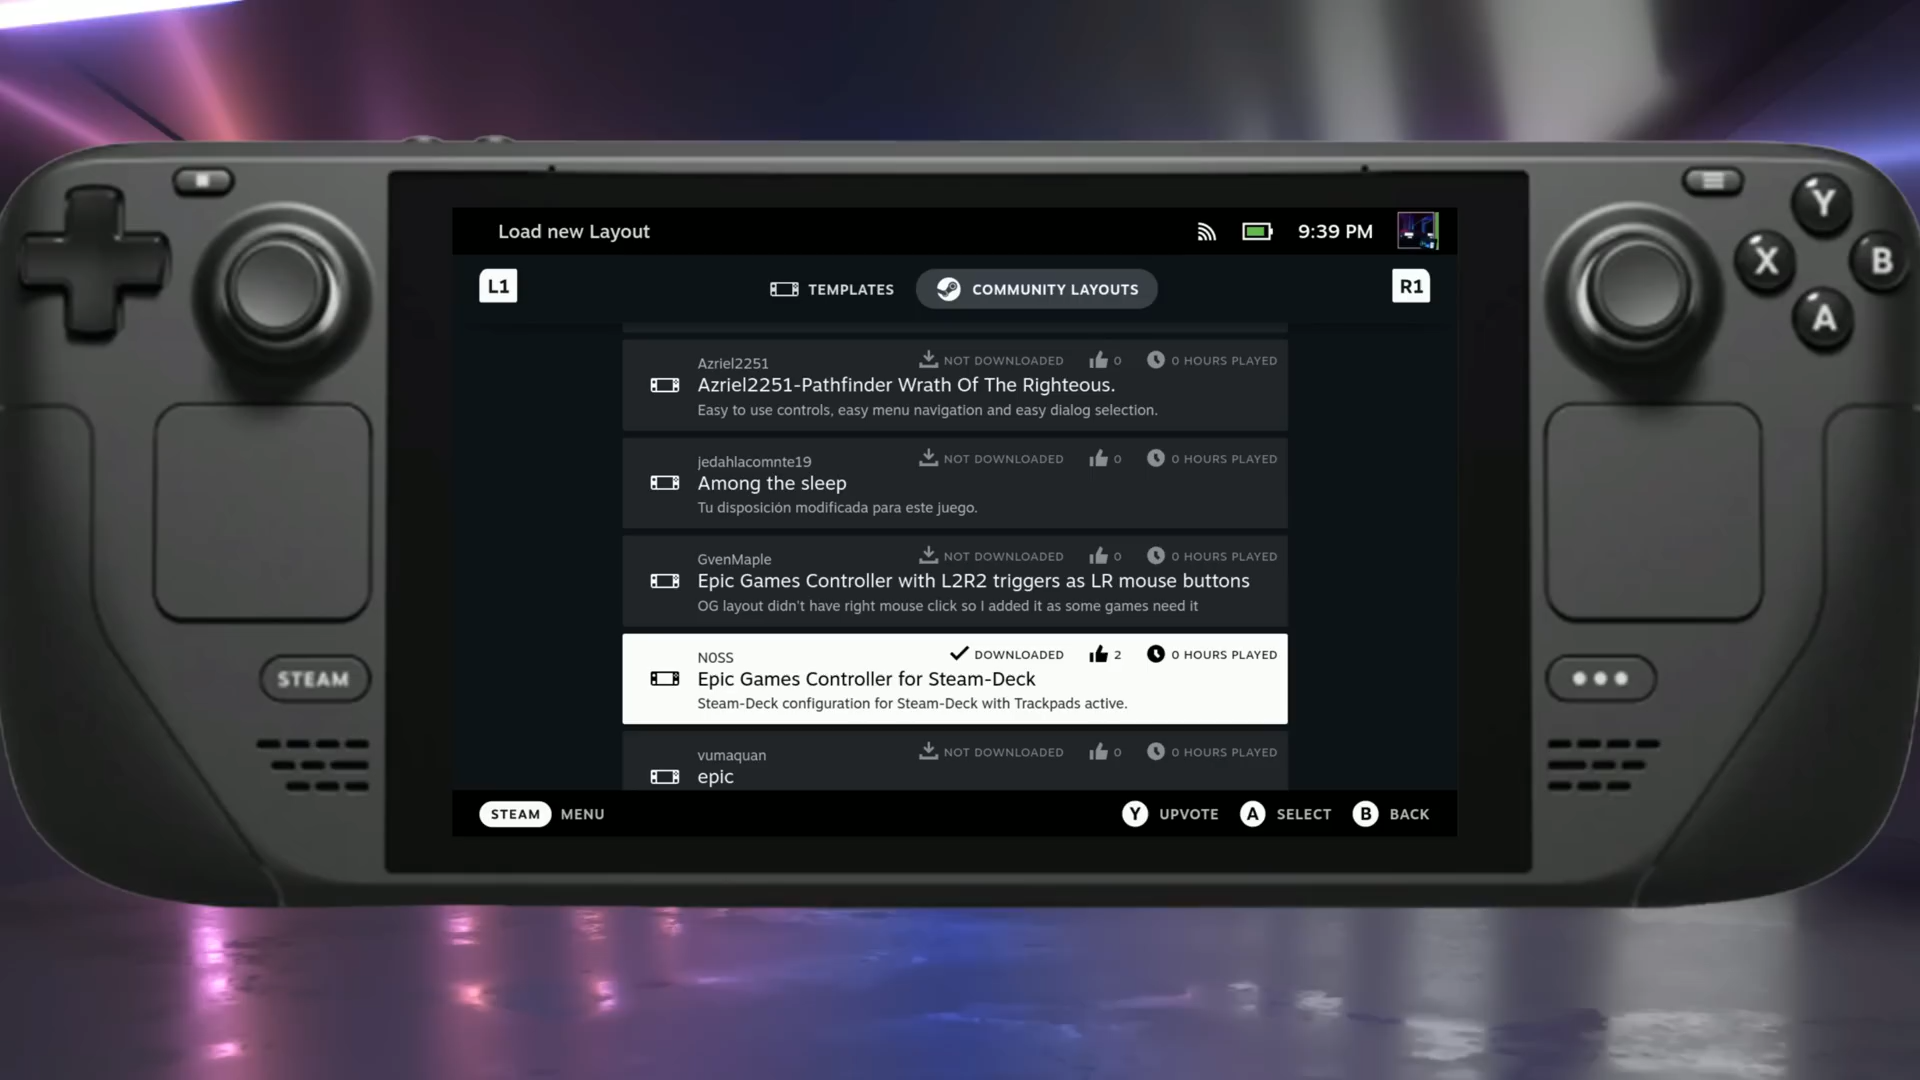 Load new Layout
9:39 PM
L1
TEMPLATES
COMMUNITY LAYOUTS
R1
Azriel2251
NOT DOWNLOADED
0
0 HOURS PLAYED
Azriel2251-Pathfinder Wrath Of The Righteous.
Easy to use controls, easy menu navigation and easy dialog selection.
jedahlacomnte19
NOT DOWNLOADED
0
0 HOURS PLAYED
Among the sleep
Tu disposición modificada para este juego.
GvenMaple
NOT DOWNLOADED
0
0 HOURS PLAYED
Epic Games Controller with L2R2 triggers as LR mouse buttons
OG layout didn't have right mouse click so I added it as some games need it
N0SS
DOWNLOADED
2
0 HOURS PLAYED
Epic Games Controller for Steam-Deck
Steam-Deck configuration for Steam-Deck with Trackpads active.
vumaquan
NOT DOWNLOADED
0
0 HOURS PLAYED
epic
STEAM MENU
Y UPVOTE
A SELECT
B BACK
STEAM
Y
X
B
A